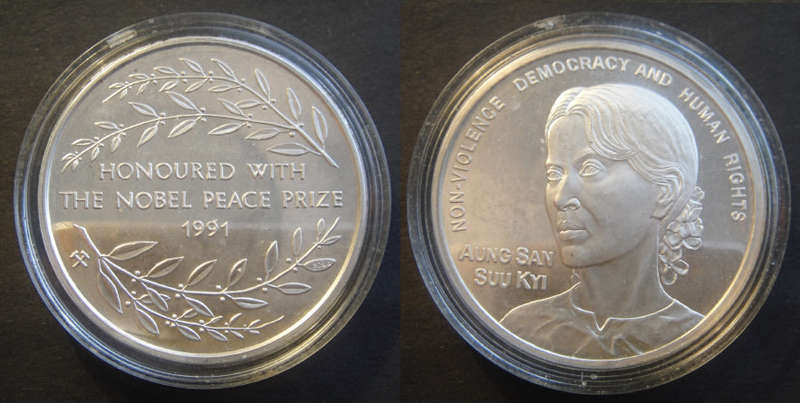 HONOURED WITH
THE NOBEL PEACE PRIZE
1991
NON-VIOLENCE DEMOCRACY AND HUMAN RIGHTS
AUNG SAN
SUU KYI